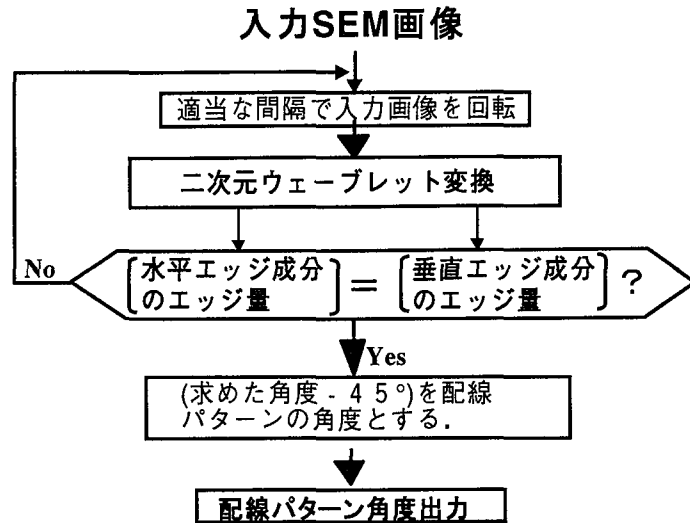 入力SEM画像
適当な間隔で入力画像を回転
二次元ウェーブレット変換
No
水平エッジ成分
のエッジ量
=
垂直エッジ成分
のエッジ量
?
Yes
(求めた角度 - 45°)を配線
パターンの角度とする.
配線パターン角度出力